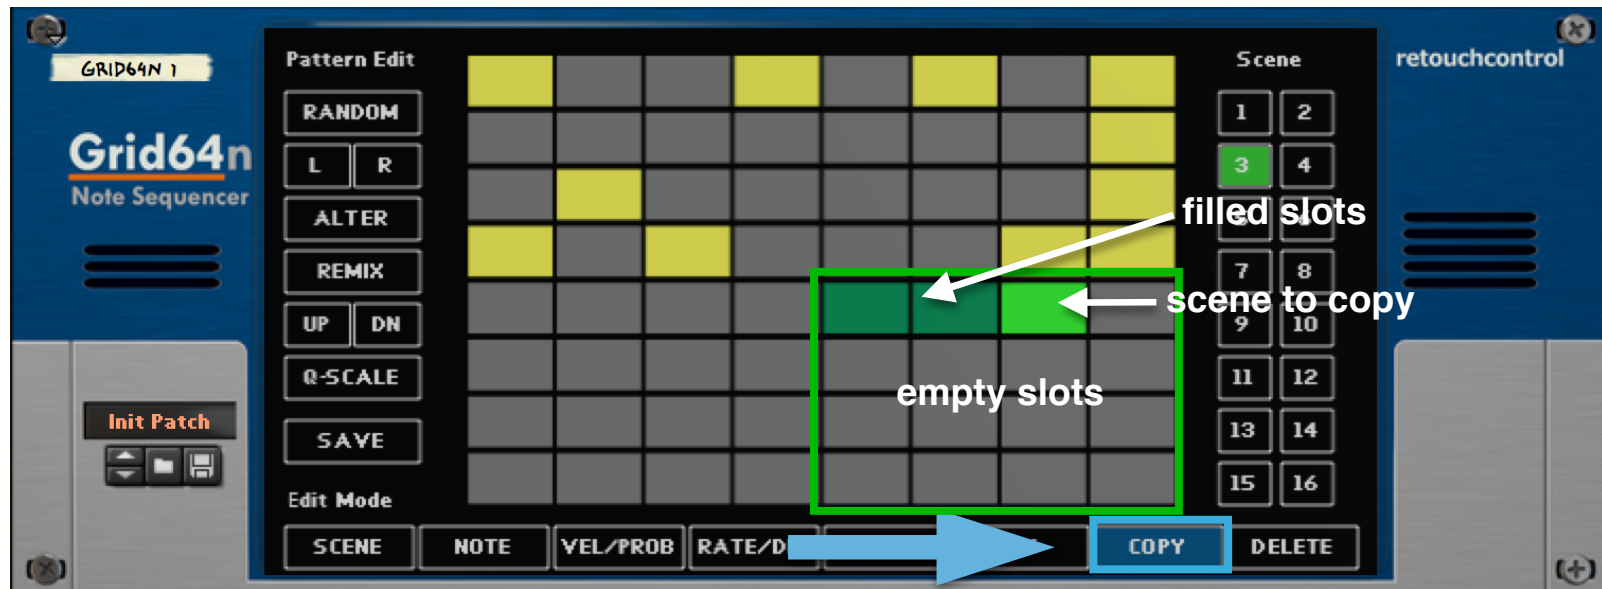 GRID64N 1
Pattern Edit
Scene
retouchcontrol
RANDOM
1 2
Grid64n
Note Sequencer
L R
3 4
ALTER
filled slots
REMIX
7 8
scene to copy
UP DN
9 10
Q-SCALE
11 12
empty slots
Init Patch
SAVE
13 14
15 16
Edit Mode
SCENE NOTE VEL/PROB RATE/D COPY DELETE